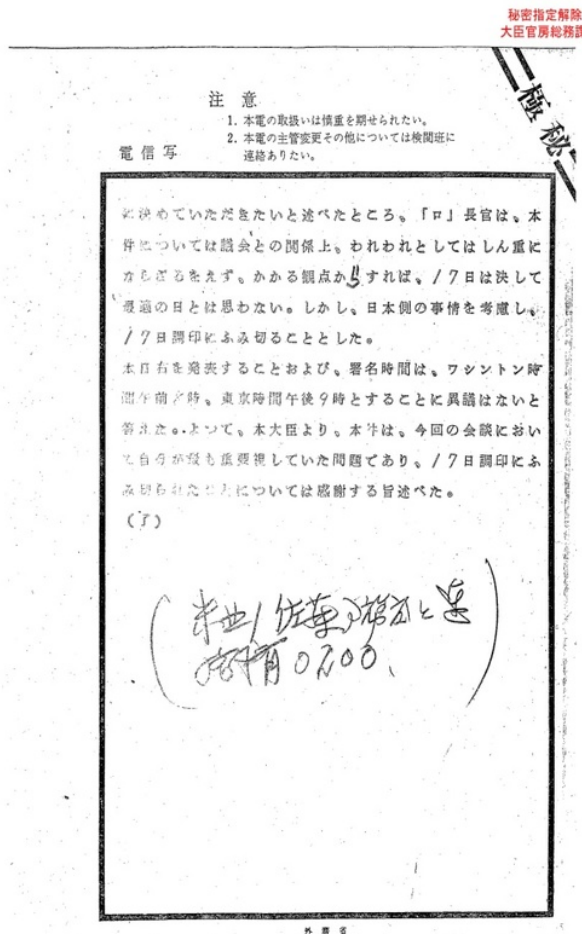 秘密指定解除
大臣官房総務課
極秘
注意
1. 本電の取扱いは慎重を期せられたい。
2. 本電の主管変更その他については検閲班に
連絡ありたい。
電信写
に決めていただきたいと述べたところ、「ロ」長官は、本
件については議会との関係上、われわれとしてはしん重に
ならざるをえず、かかる観点からすれば、17日は決して
最適の日とは思わない。しかし、日本側の事情を考慮し、
17日調印にふみ切ることとした。
本日右を発表することおよび、署名時間は、ワシントン時
間午前 時、東京時間午後9時とすることに異議はないと
答えた。よつて、本大臣より、本件は、今回の会談におい
て自分が最も重要視していた問題であり、17日調印にふ
み切られたことについては感謝する旨述べた。
(了)
米 佐藤
外務省